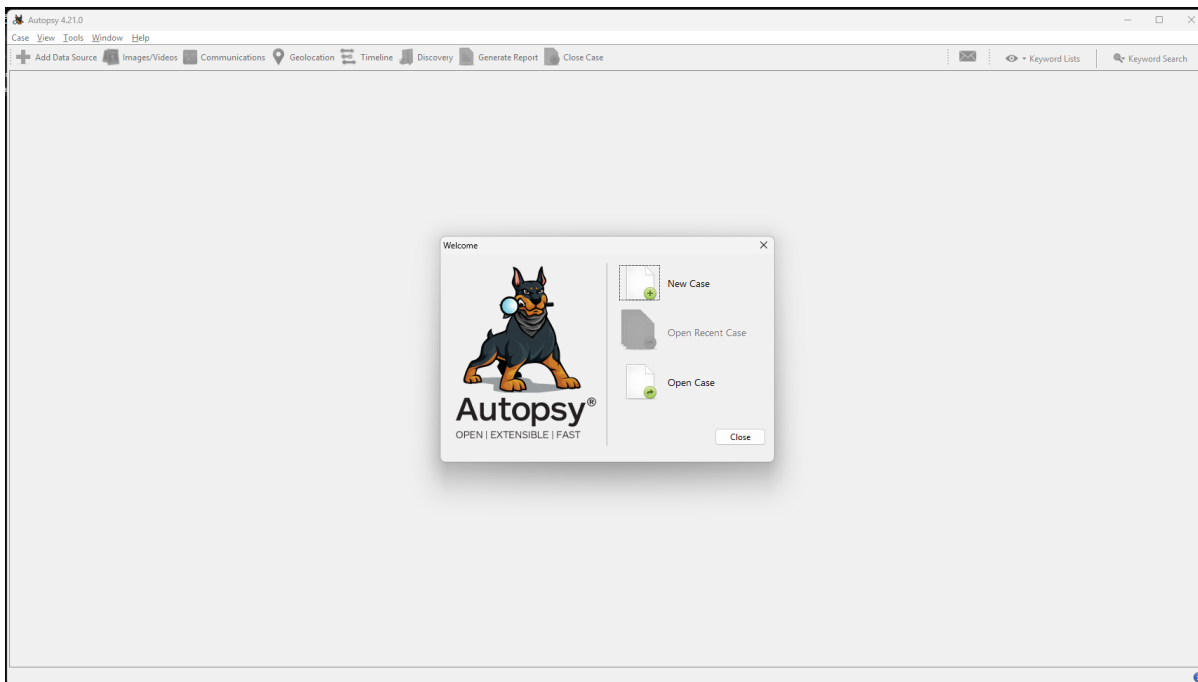 Autopsy 4.21.0
Case View Tools Window Help
Add Data Source Images/Videos Communications Geolocation Timeline Discovery Generate Report Close Case Keyword Lists Keyword Search
Welcome
New Case
Open Recent Case
Open Case
Autopsy®
OPEN | EXTENSIBLE | FAST
Close